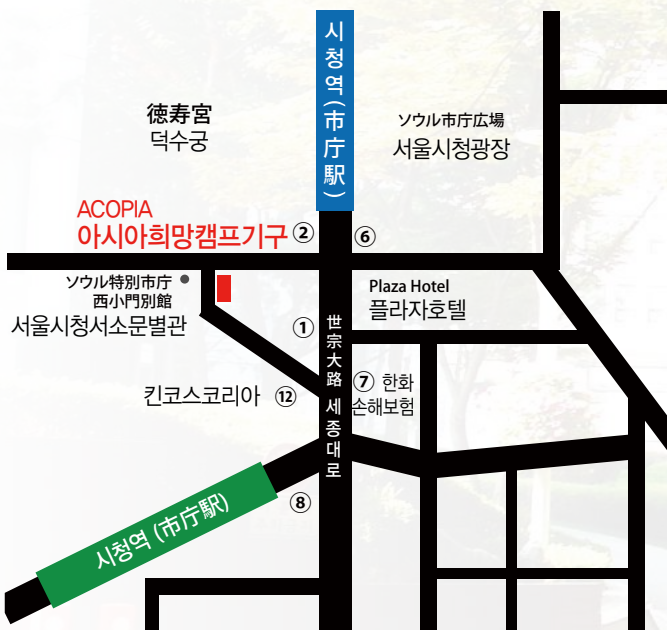 시청역(市庁駅)
徳寿宮
덕수궁
ソウル市庁広場
서울시청광장
ACOPIA
아시아희망캠프기구
②
⑥
ソウル特別市庁
西小門別館
서울시청서소문별관
Plaza Hotel
플라자호텔
①
世宗大路 세종대로
⑦ 한화
손해보험
킨코스코리아 ⑫
⑧
시청역 (市庁駅)